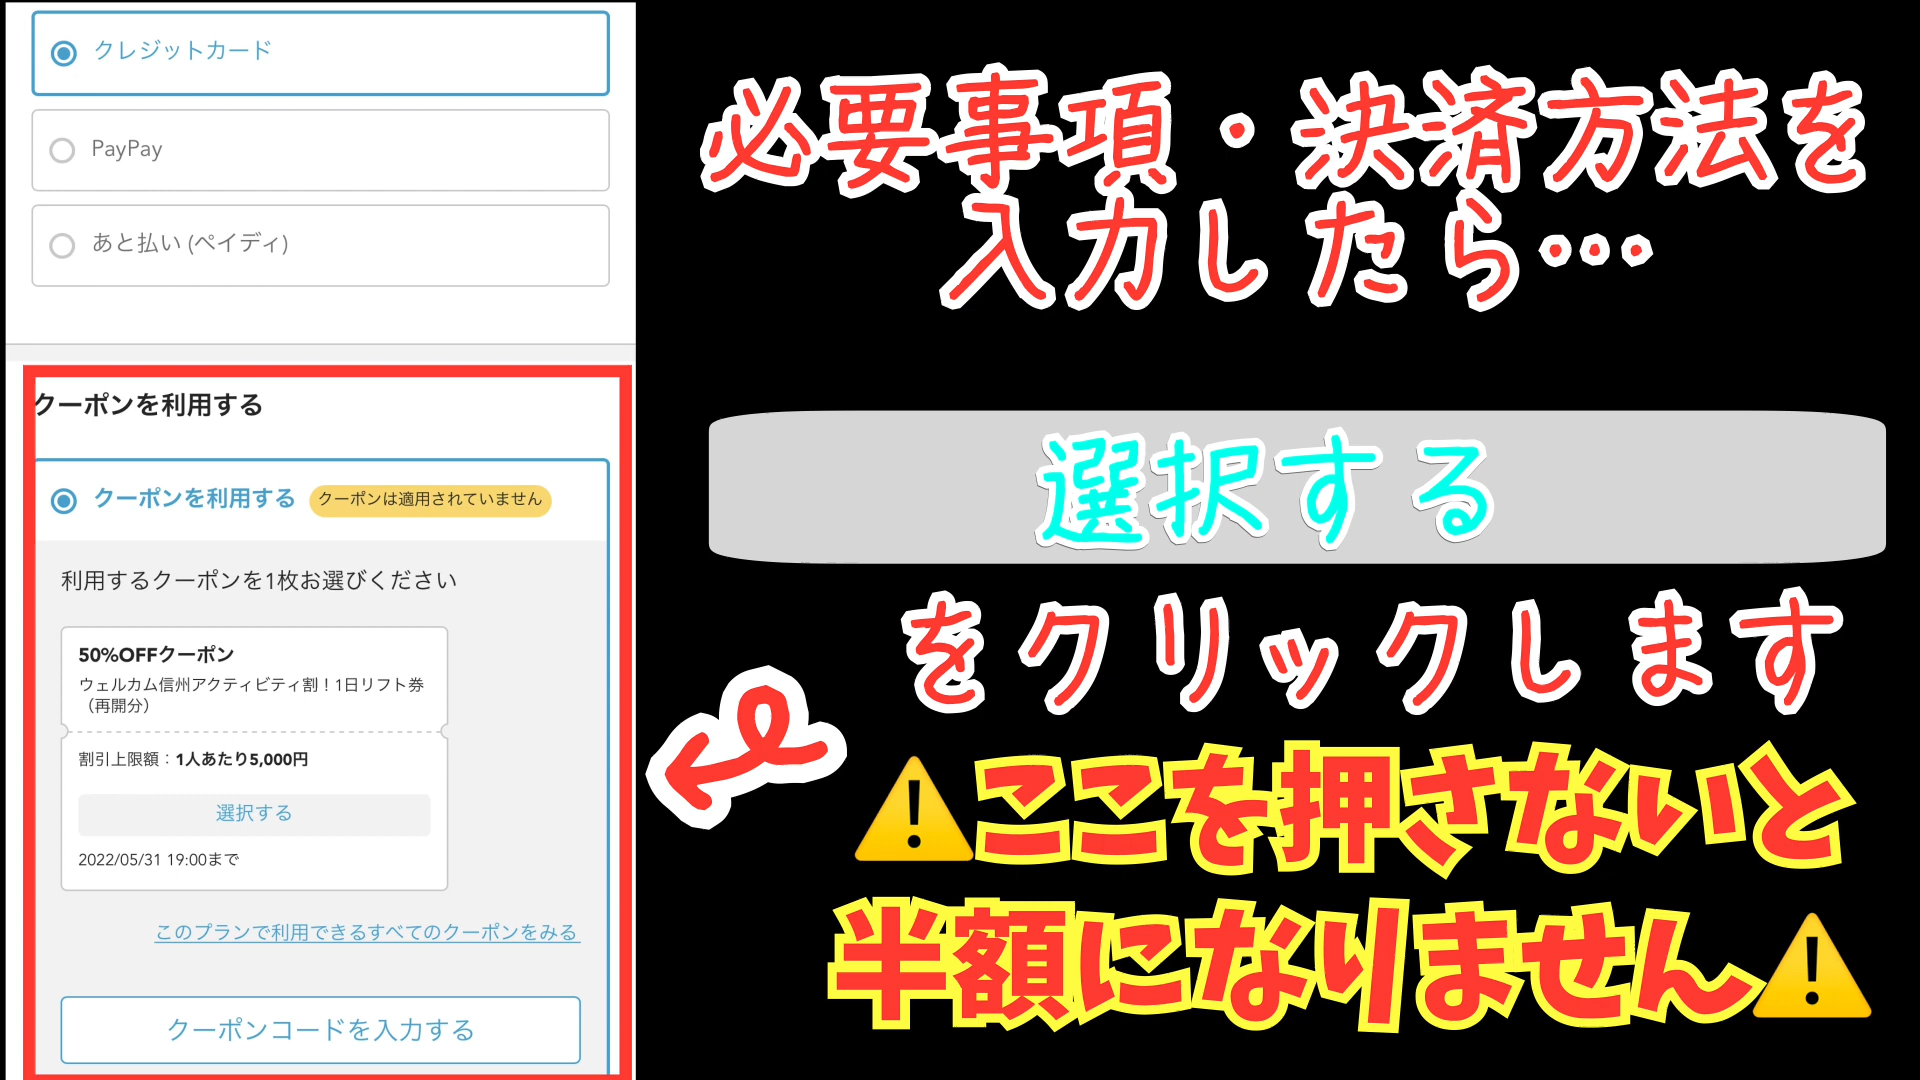 クレジットカード
PayPay
あと払い (ペイディ)
クーポンを利用する
クーポンを利用する クーポンは適用されていません
利用するクーポンを1枚お選びください
50%OFFクーポン
ウェルカム信州アクティビティ割！1日リフト券
（再開分）
割引上限額：1人あたり5,000円
選択する
2022/05/31 19:00まで
このプランで利用できるすべてのクーポンをみる
クーポンコードを入力する
必要事項・決済方法を
入力したら…
選択する
をクリックします
⚠️ここを押さないと
半額になりません⚠️